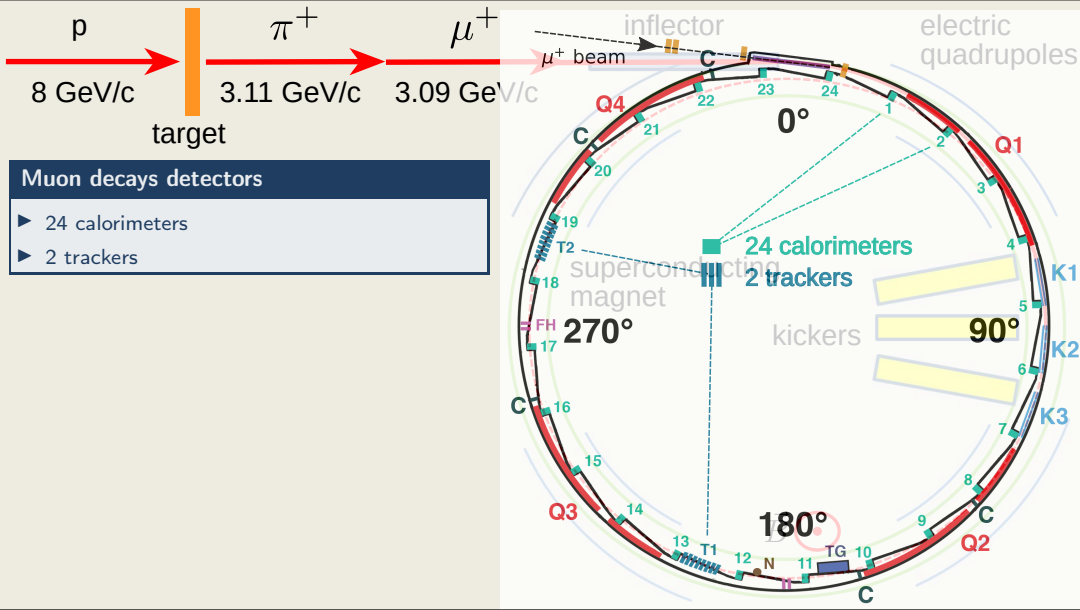 p
π+
μ+
8 GeV/c
3.11 GeV/c
3.09 GeV/c
target
Muon decays detectors
24 calorimeters
2 trackers
inflector
electric
quadrupoles
μ+ beam
C
22
23
24
1
0°
Q4
21
C
20
2
Q1
3
19
T2
4
24 calorimeters
2 trackers
superconducting
magnet
K1
18
5
FH
270°
kickers
90°
17
K2
6
C
16
K3
7
15
8
14
Q3
C
9
180°
Q2
13
T1
12
N
11
TG
10
C